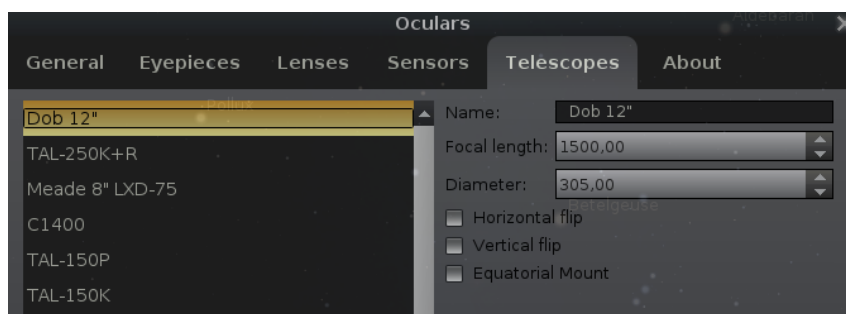 Oculars
Aldebaran
General Eyepieces Lenses Sensors Telescopes About
Pollux
Dob 12"
TAL-250K+R
Meade 8" LXD-75
C1400
TAL-150P
TAL-150K
Name: Dob 12"
Focal length: 1500,00
Diameter: 305,00
Betelgeuse
Horizontal flip
Vertical flip
Equatorial Mount